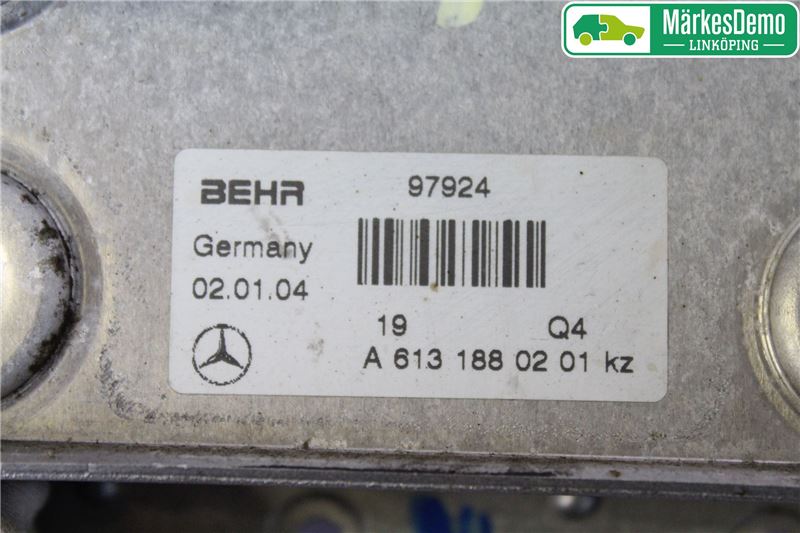 MärkesDemo
LINKÖPING
BEHR 97924
Germany
02.01.04
19 Q4
A 613 188 02 01 kz